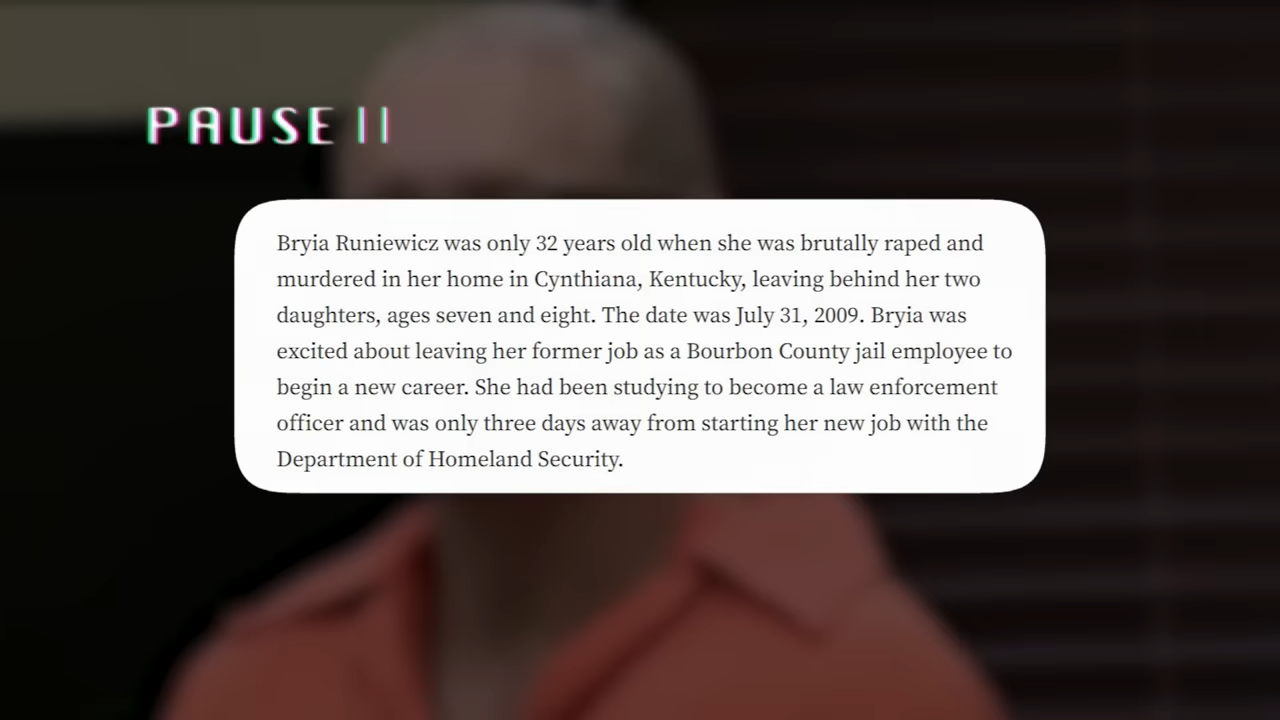 PAUSE ||
Bryia Runiewicz was only 32 years old when she was brutally raped and
murdered in her home in Cynthiana, Kentucky, leaving behind her two
daughters, ages seven and eight. The date was July 31, 2009. Bryia was
excited about leaving her former job as a Bourbon County jail employee to
begin a new career. She had been studying to become a law enforcement
officer and was only three days away from starting her new job with the
Department of Homeland Security.